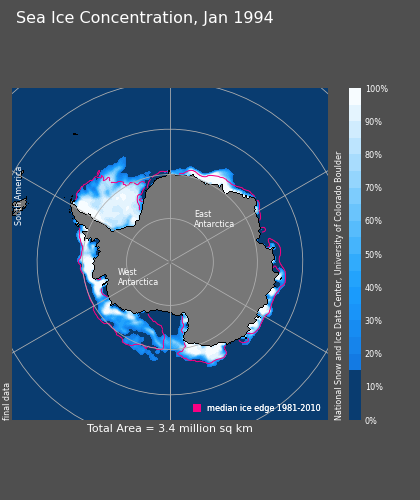 Sea Ice Concentration, Jan 1994
South America
East
Antarctica
West
Antarctica
median ice edge 1981-2010
final data
Total Area = 3.4 million sq km
100%
90%
80%
70%
60%
50%
40%
30%
20%
10%
0%
National Snow and Ice Data Center, University of Colorado Boulder